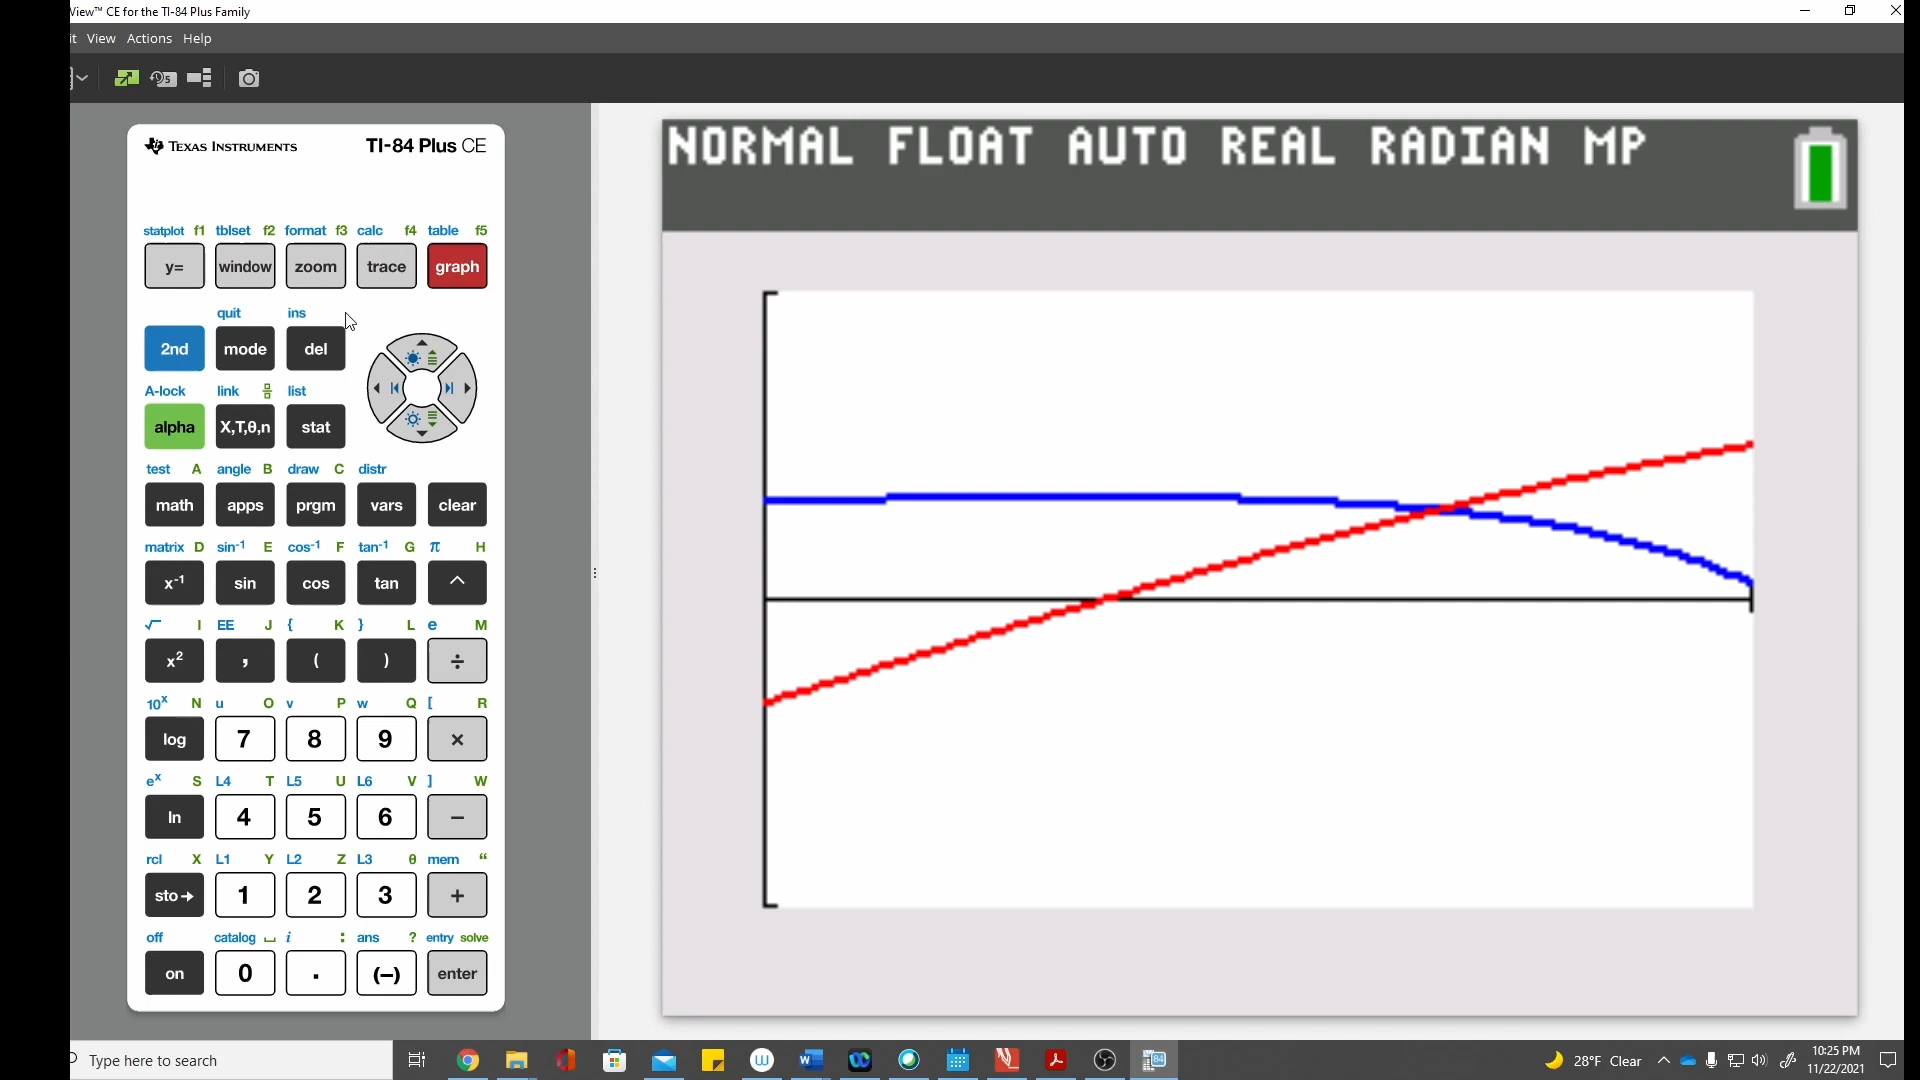 View™ CE for the TI-84 Plus Family
it View Actions Help
TEXAS INSTRUMENTS TI-84 Plus CE
statplot f1 tblset f2 format f3 calc f4 table f5
y= window zoom trace graph
quit ins
2nd mode del
A-lock link list
alpha X,T,θ,n stat
test A angle B draw C distr
math apps prgm vars clear
matrix D sin-1 E cos-1 F tan-1 G π H
x-1 sin cos tan ^
√ I EE J { K } L e M
x2 , ( ) ÷
10x N u O v P w Q [ R
log 7 8 9 ×
ex S L4 T L5 U L6 V ] W
ln 4 5 6 −
rcl X L1 Y L2 Z L3 θ mem “
sto→ 1 2 3 +
off catalog i : ans ? entry solve
on 0 . (−) enter
NORMAL FLOAT AUTO REAL RADIAN MP
Type here to search
28°F Clear
10:25 PM
11/22/2021